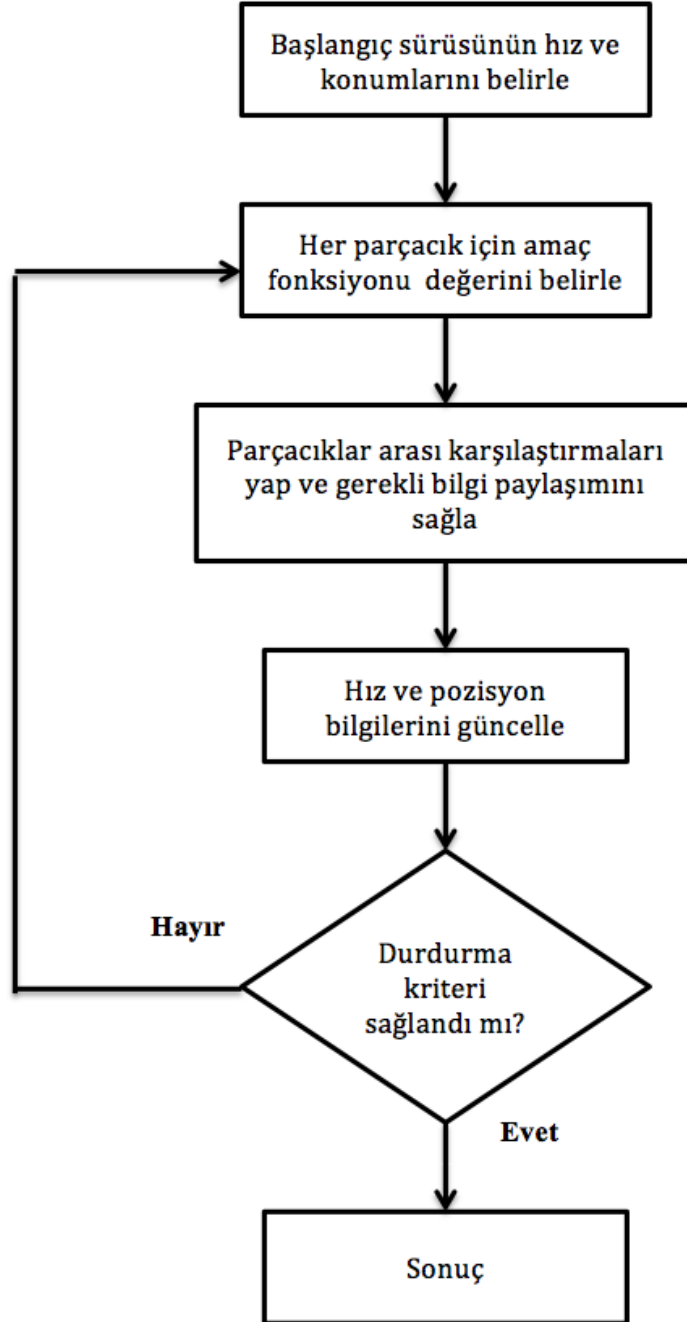 Başlangıç sürüsünün hız ve
konumlarını belirle
Her parçacık için amaç
fonksiyonu değerini belirle
Parçacıklar arası karşılaştırmaları
yap ve gerekli bilgi paylaşımını
sağla
Hız ve pozisyon
bilgilerini güncelle
Hayır
Durdurma
kriteri
sağlandı mı?
Evet
Sonuç